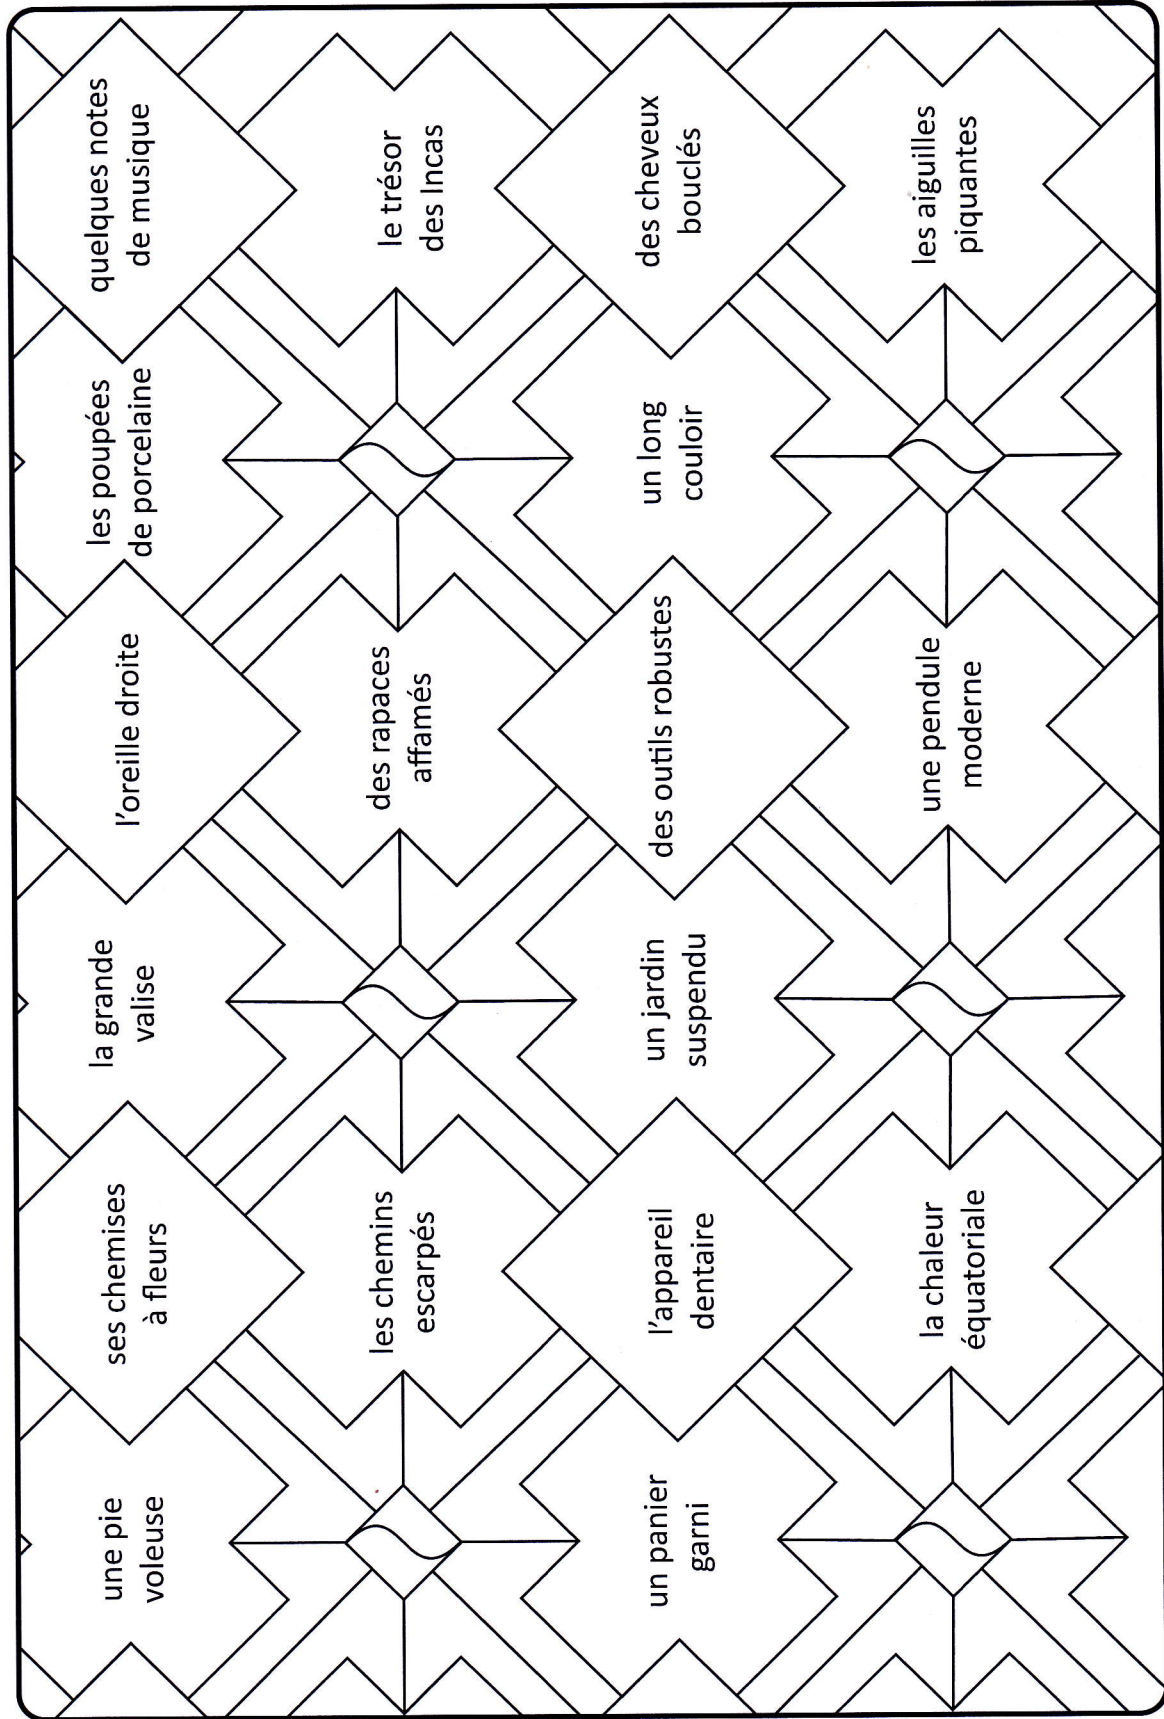 une pie
voleuse
ses chemises
à fleurs
la grande
valise
l'oreille droite
les poupées
de porcelaine
quelques notes
de musique
les chemins
escarpés
des rapaces
affamés
le trésor
des Incas
un panier
garni
l'appareil
dentaire
un jardin
suspendu
des outils robustes
un long
couloir
des cheveux
bouclés
la chaleur
équatoriale
une pendule
moderne
les aiguilles
piquantes